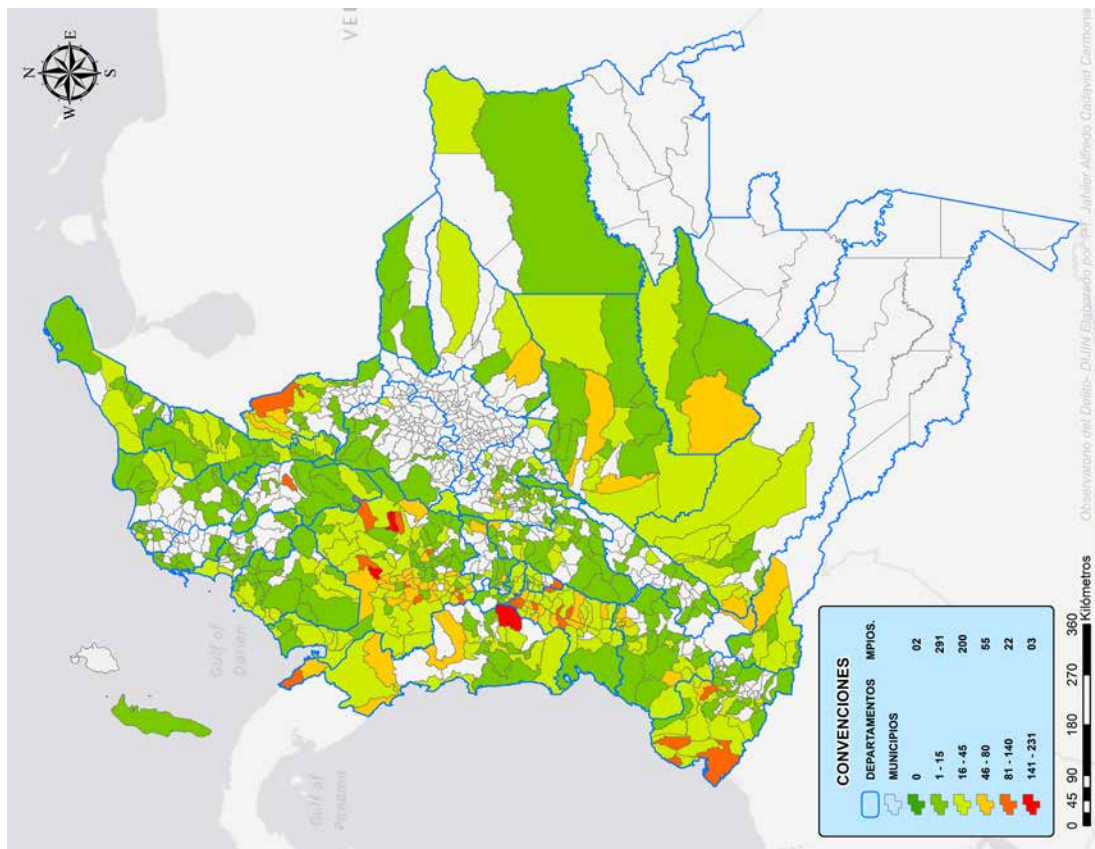 N
W E
S
VE
Gulf of
Darien
Gulf of
Panama
CONVENCIONES
DEPARTAMENTOS MPIOS.
MUNICIPIOS
0 02
1 - 15 291
16 - 45 200
46 - 80 55
81 - 140 22
141 - 231 03
0 45 90 180 270 360
Kilómetros
Observatorio del Delito- DIJIN Elaborado por: PT. Jahiler Alfredo Cadavid Carmona